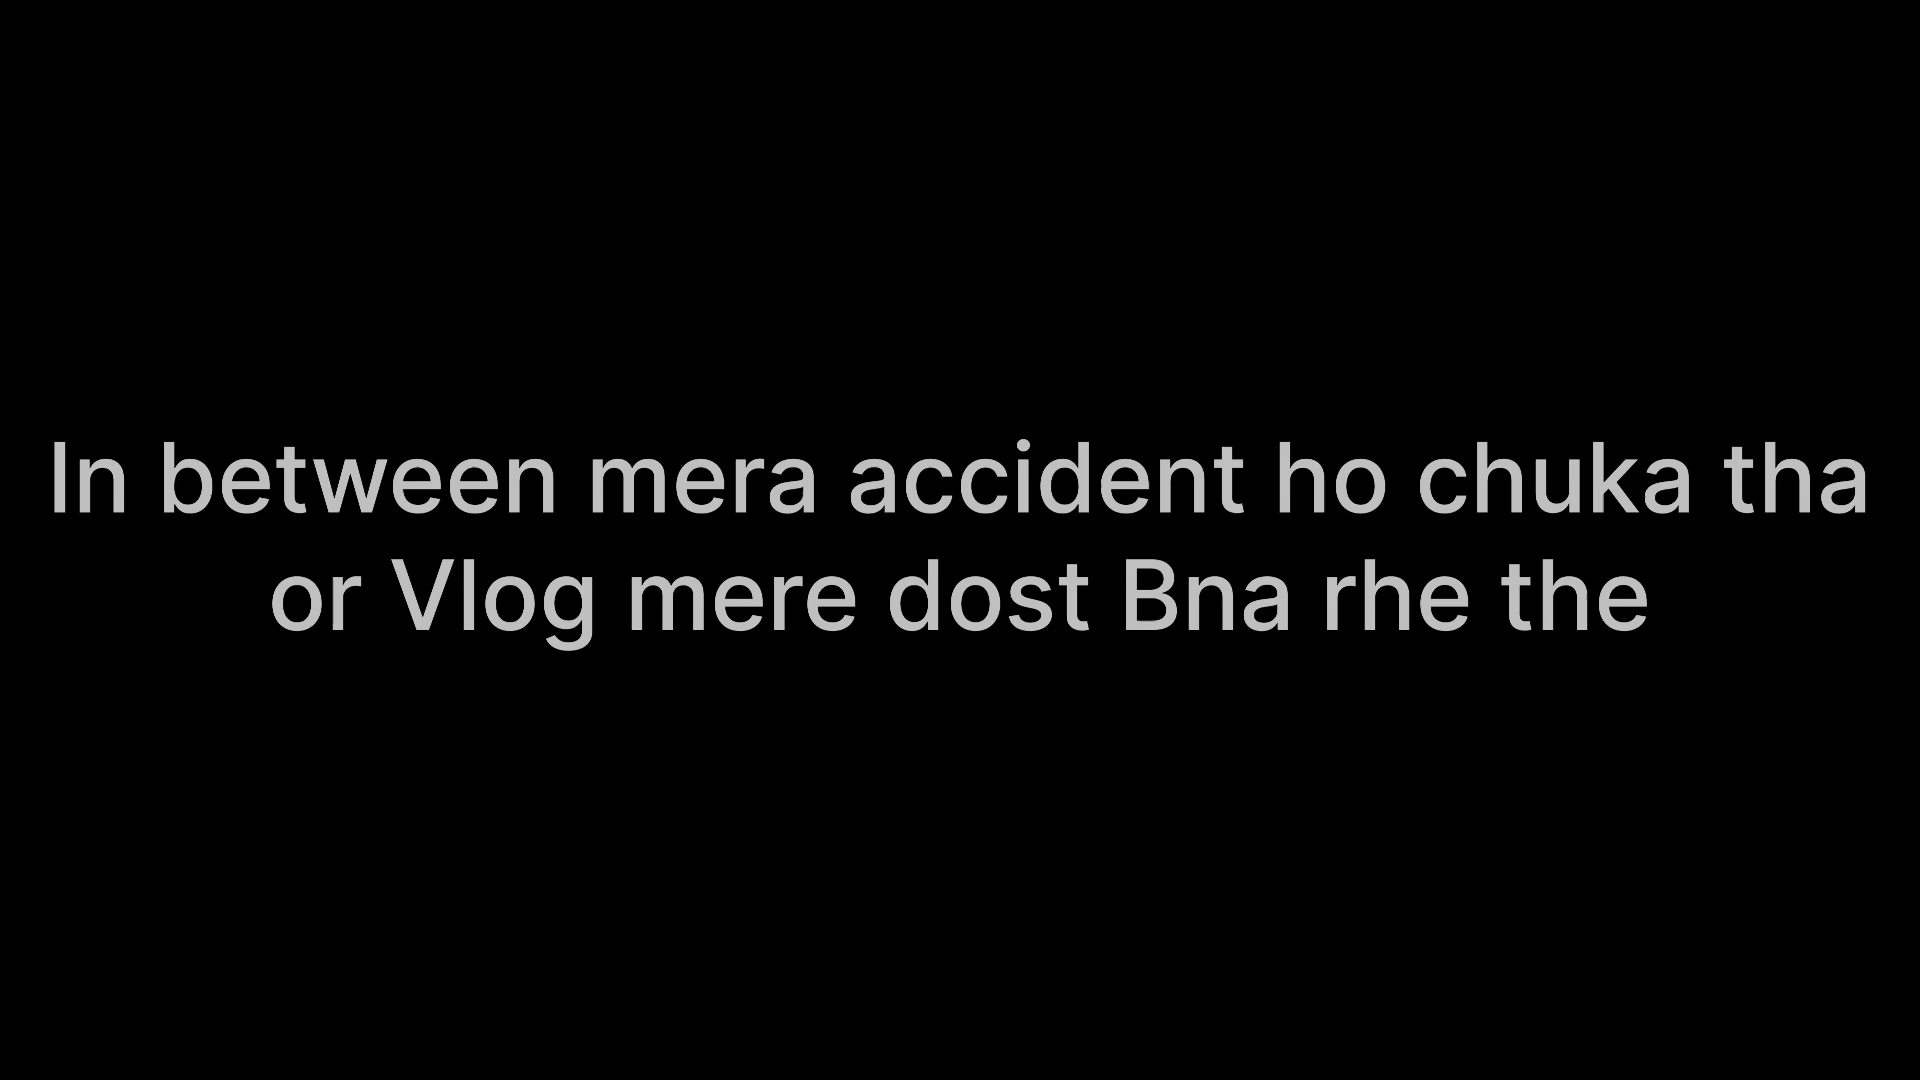 In between mera accident ho chuka tha
or Vlog mere dost Bna rhe the